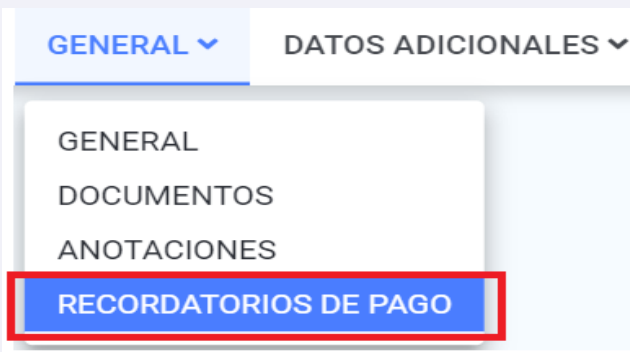 GENERAL DATOS ADICIONALES
GENERAL
DOCUMENTOS
ANOTACIONES
RECORDATORIOS DE PAGO